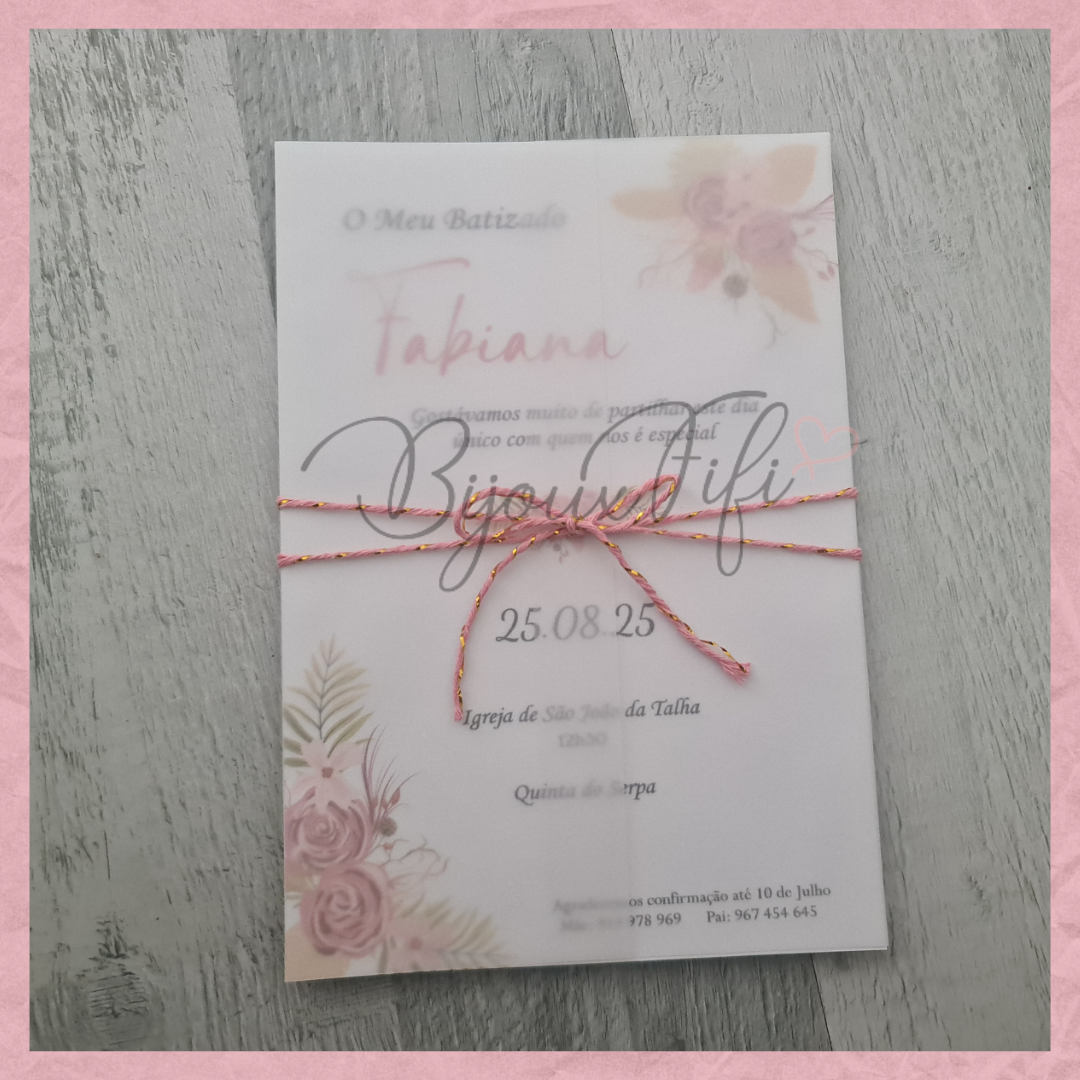 O Meu Batizado
Fabiana
Gostávamos muito de partilhar este dia
único com quem nos é especial
BijouxFifi
25.08.25
Igreja de São João da Talha
12h30
Quinta do Serpa
Agradecemos confirmação até 10 de Julho
978 969 Pai: 967 454 645